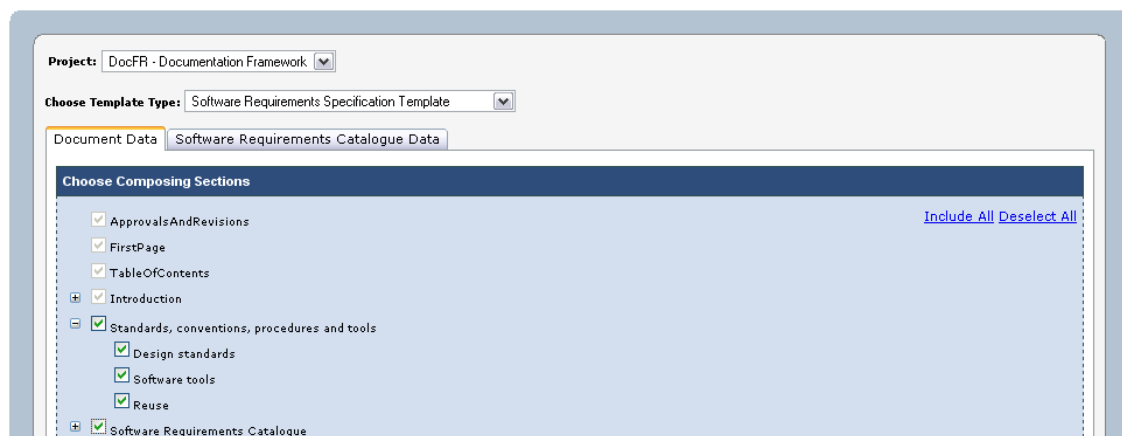 Project: DocFR - Documentation Framework
Choose Template Type: Software Requirements Specification Template
Document Data Software Requirements Catalogue Data
Choose Composing Sections
ApprovalsAndRevisions Include All Deselect All
FirstPage
TableOfContents
Introduction
Standards, conventions, procedures and tools
Design standards
Software tools
Reuse
Software Requirements Catalogue